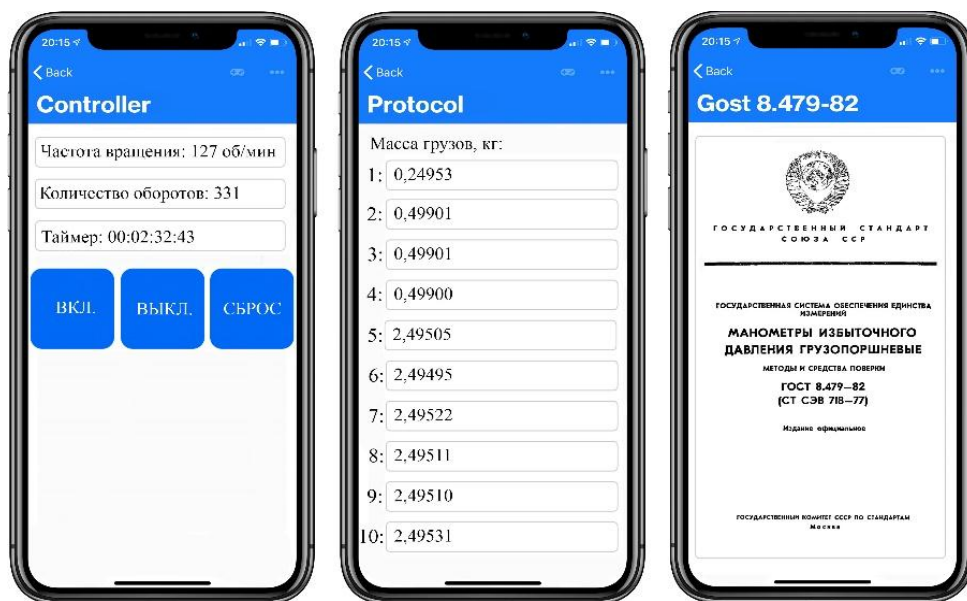 20:15
Back
Controller
Частота вращения: 127 об/мин
Количество оборотов: 331
Таймер: 00:02:32:43
ВКЛ.
ВЫКЛ.
СБРОС
20:15
Back
Protocol
Масса грузов, кг:
1: 0,24953
2: 0,49901
3: 0,49901
4: 0,49900
5: 2,49505
6: 2,49495
7: 2,49522
8: 2,49511
9: 2,49510
10: 2,49531
20:15
Back
Gost 8.479-82
ГОСУДАРСТВЕННЫЙ СТАНДАРТ
СОЮЗА ССР
ГОСУДАРСТВЕННАЯ СИСТЕМА ОБЕСПЕЧЕНИЯ ЕДИНСТВА
ИЗМЕРЕНИЙ
МАНОМЕТРЫ ИЗБЫТОЧНОГО
ДАВЛЕНИЯ ГРУЗОПОРШНЕВЫЕ
МЕТОДЫ И СРЕДСТВА ПОВЕРКИ
ГОСТ 8.479—82
(СТ СЭВ 718—77)
Издание официальное
ГОСУДАРСТВЕННЫЙ КОМИТЕТ СССР ПО СТАНДАРТАМ
Москва